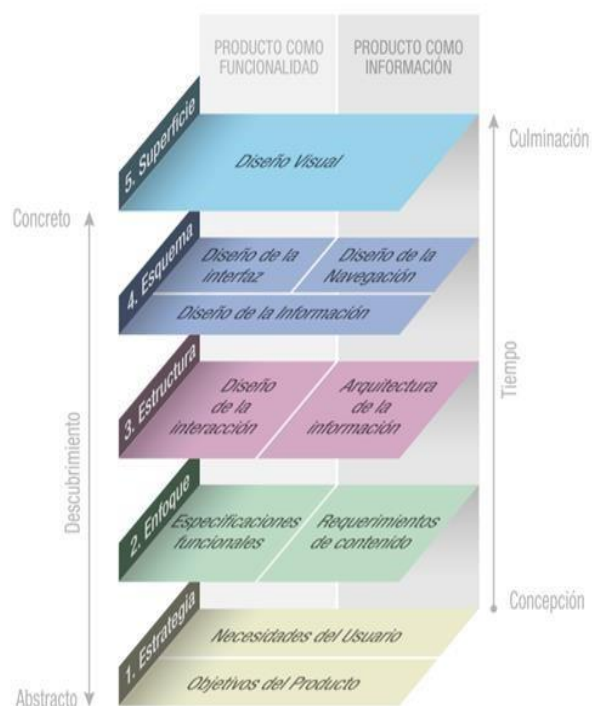 PRODUCTO COMO
FUNCIONALIDAD
PRODUCTO COMO
INFORMACIÓN
5. Superficie
Diseño Visual
Culminación
Concreto
4. Esquema
Diseño de la
interfaz
Diseño de la
Navegación
Diseño de la Información
3. Estructura
Diseño
de la
interacción
Arquitectura
de la
información
Tiempo
Descubrimiento
2. Enfoque
Especificaciones
funcionales
Requerimientos
de contenido
Concepción
1. Estrategia
Necesidades del Usuario
Objetivos del Producto
Abstracto